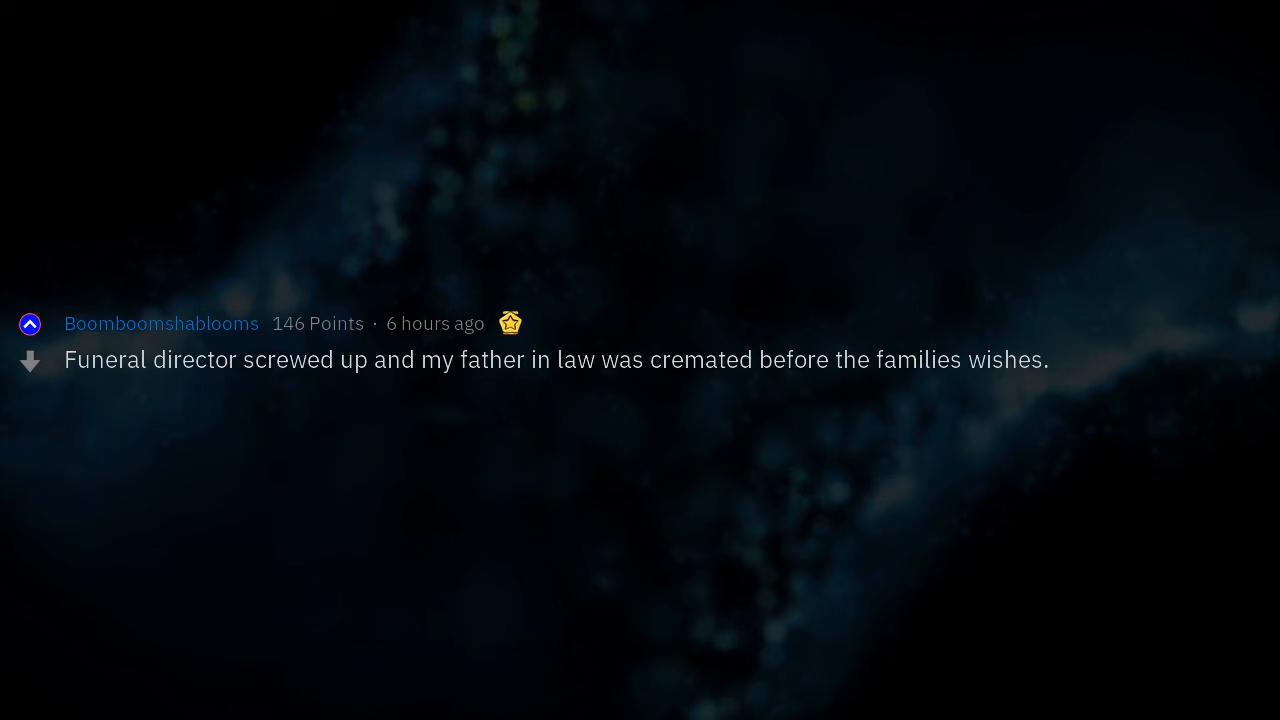 Boomboomshablooms 146 Points · 6 hours ago
Funeral director screwed up and my father in law was cremated before the families wishes.